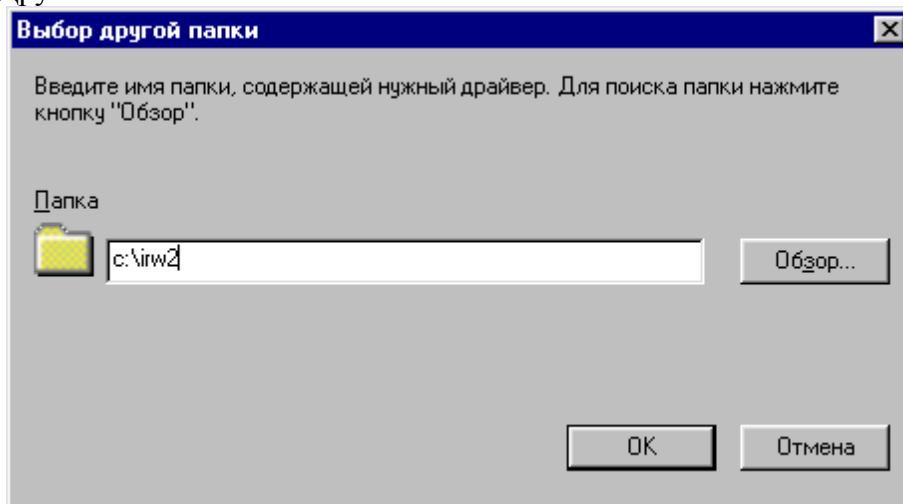 Выбор другой папки
Введите имя папки, содержащей нужный драйвер. Для поиска папки нажмите
кнопку "Обзор".
Папка
c:\irw2
Обзор...
OK
Отмена